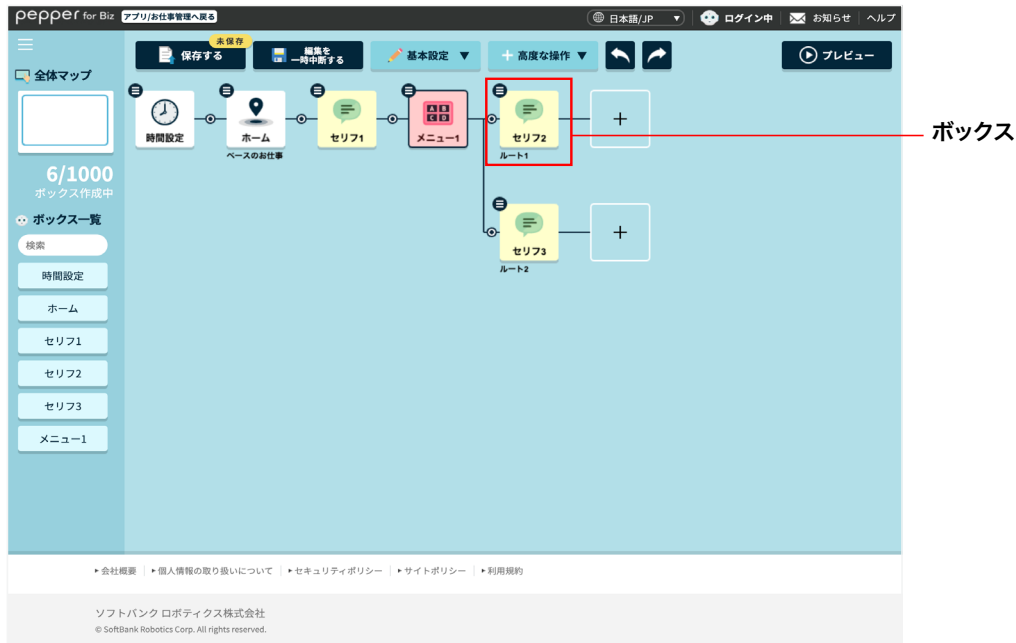 pepper for Biz アプリ/お仕事管理へ戻る 日本語/JP ▼ ログイン中 お知らせ ヘルプ
全体マップ
未保存
保存する
編集を
一時中断する
基本設定 ▼
高度な操作 ▼
プレビュー
時間設定
ホーム
ベースのお仕事
セリフ1
A B
C D
メニュー1
セリフ2
ルート1
+
ボックス
セリフ3
ルート2
+
6/1000
ボックス作成中
ボックス一覧
検索
時間設定
ホーム
セリフ1
セリフ2
セリフ3
メニュー1
会社概要 個人情報の取り扱いについて セキュリティポリシー サイトポリシー 利用規約
ソフトバンク ロボティクス株式会社
© SoftBank Robotics Corp. All rights reserved.